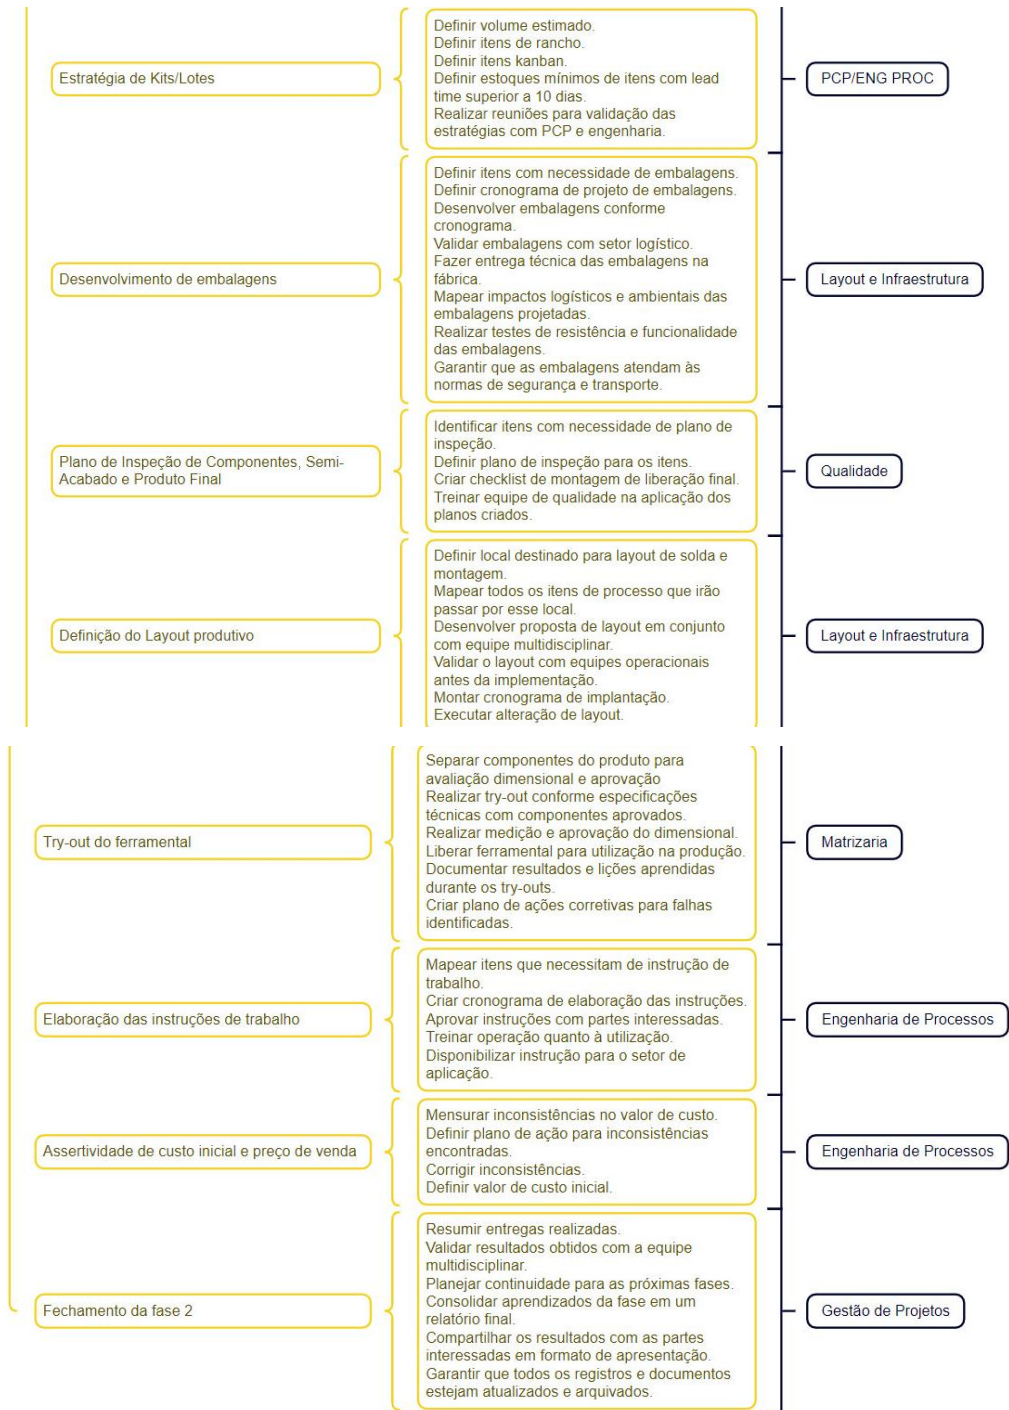 Estratégia de Kits/Lotes
Definir volume estimado.
Definir itens de rancho.
Definir itens kanban.
Definir estoques mínimos de itens com lead
time superior a 10 dias.
Realizar reuniões para validação das
estratégias com PCP e engenharia.
PCP/ENG PROC
Desenvolvimento de embalagens
Definir itens com necessidade de embalagens.
Definir cronograma de projeto de embalagens.
Desenvolver embalagens conforme
cronograma.
Validar embalagens com setor logístico.
Fazer entrega técnica das embalagens na
fábrica.
Mapear impactos logísticos e ambientais das
embalagens projetadas.
Realizar testes de resistência e funcionalidade
das embalagens.
Garantir que as embalagens atendam às
normas de segurança e transporte.
Layout e Infraestrutura
Plano de Inspeção de Componentes, Semi-
Acabado e Produto Final
Identificar itens com necessidade de plano de
inspeção.
Definir plano de inspeção para os itens.
Criar checklist de montagem de liberação final.
Treinar equipe de qualidade na aplicação dos
planos criados.
Qualidade
Definição do Layout produtivo
Definir local destinado para layout de solda e
montagem.
Mapear todos os itens de processo que irão
passar por esse local.
Desenvolver proposta de layout em conjunto
com equipe multidisciplinar.
Validar o layout com equipes operacionais
antes da implementação.
Montar cronograma de implantação.
Executar alteração de layout.
Layout e Infraestrutura
Try-out do ferramental
Separar componentes do produto para
avaliação dimensional e aprovação
Realizar try-out conforme especificações
técnicas com componentes aprovados.
Realizar medição e aprovação do dimensional.
Liberar ferramental para utilização na produção.
Documentar resultados e lições aprendidas
durante os try-outs.
Criar plano de ações corretivas para falhas
identificadas.
Matrizaria
Elaboração das instruções de trabalho
Mapear itens que necessitam de instrução de
trabalho.
Criar cronograma de elaboração das instruções.
Aprovar instruções com partes interessadas.
Treinar operação quanto à utilização.
Disponibilizar instrução para o setor de
aplicação.
Engenharia de Processos
Assertividade de custo inicial e preço de venda
Mensurar inconsistências no valor de custo.
Definir plano de ação para inconsistências
encontradas.
Corrigir inconsistências.
Definir valor de custo inicial.
Engenharia de Processos
Fechamento da fase 2
Resumir entregas realizadas.
Validar resultados obtidos com a equipe
multidisciplinar.
Planejar continuidade para as próximas fases.
Consolidar aprendizados da fase em um
relatório final.
Compartilhar os resultados com as partes
interessadas em formato de apresentação.
Garantir que todos os registros e documentos
estejam atualizados e arquivados.
Gestão de Projetos